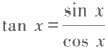 tan x = sin x / cos x